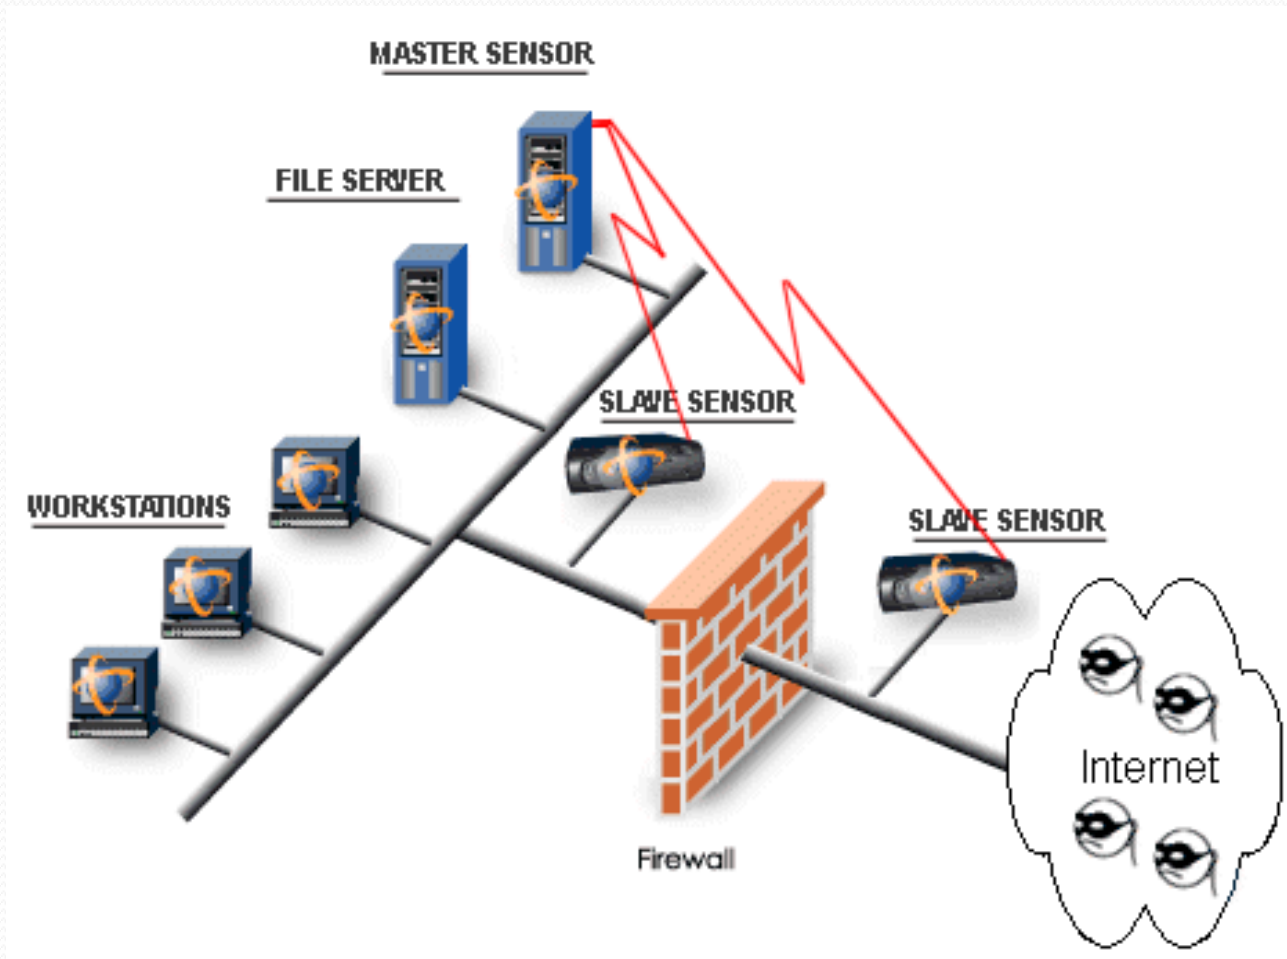 MASTER SENSOR
FILE SERVER
SLAVE SENSOR
WORKSTATIONS
SLAVE SENSOR
Internet
Firewall